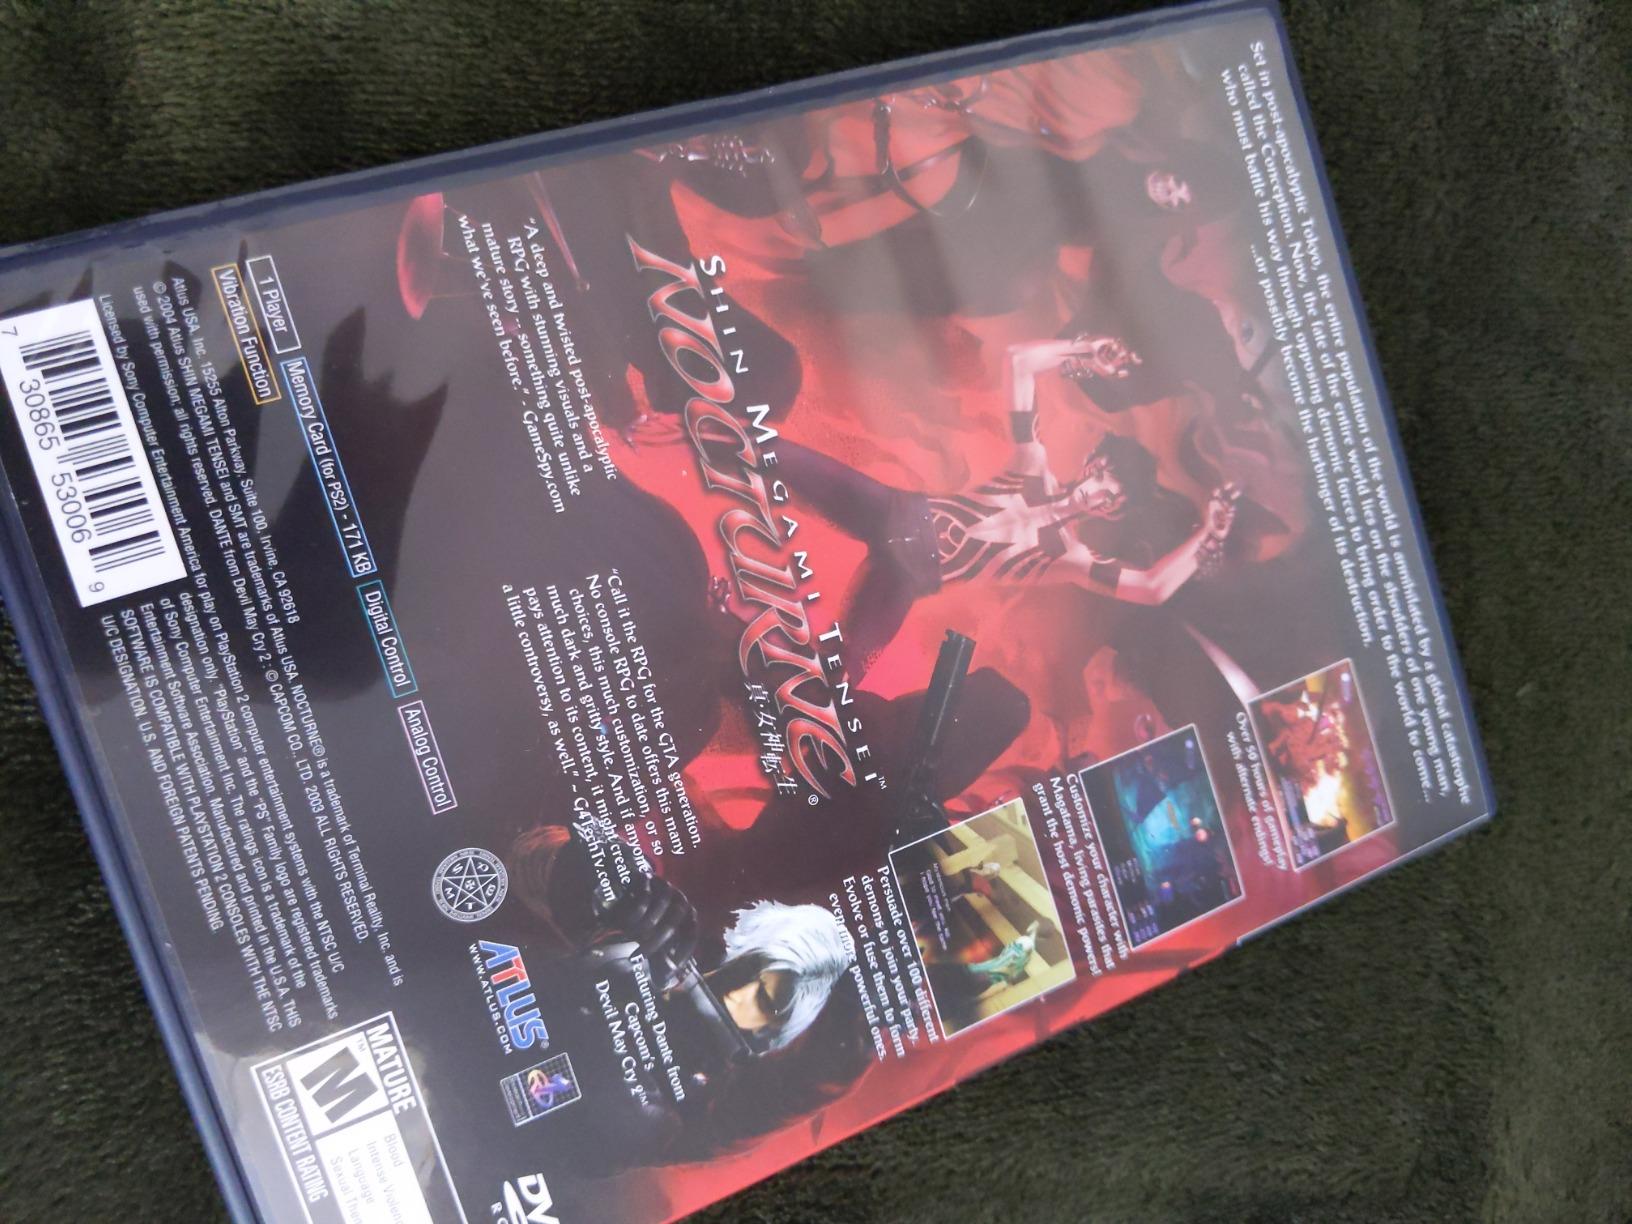 Set in post-apocalyptic Tokyo, the entire population of the world is annihilated by a global catastrophe
called the Conception. Now, the fate of the entire world lies on the shoulders of one young man,
who must battle his way through opposing demonic forces to bring order to the world to come...
...or possibly become the harbinger of its destruction.
Over 50 hours of gameplay
with alternate endings!
Customize your character with
Magatama, living parasites that
grant the host demonic powers!
Persuade over 100 different
demons to join your party.
Evolve or fuse them to form
even more powerful ones.
SHIN MEGAMI TENSEI™
NOCTURNE®
真・女神転生
"A deep and twisted post-apocalyptic
RPG with stunning visuals and a
mature story - something quite unlike
what we've seen before." - GameSpy.com
"Call it the RPG for the GTA generation.
No console RPG to date offers this many
choices, this much customization, or so
much dark and gritty style. And if anyone
pays attention to its content, it might create
a little controversy, as well." ~ G4TechTv.com
Featuring Dante from
Capcom's
Devil May Cry 2™
1 Player
Memory Card (for PS2) - 171 KB
Digital Control
Analog Control
Vibration Function
ATLUS®
WWW.ATLUS.COM
Atlus USA, Inc. 15255 Alton Parkway, Suite 100, Irvine, CA 92618
© 2004 Atlus SHIN MEGAMI TENSEI and SMT are trademarks of Atlus USA. NOCTURNE® is a trademark of Terminal Reality, Inc. and is
used with permission; all rights reserved. DANTE from Devil May Cry 2 : © CAPCOM CO., LTD. 2003 ALL RIGHTS RESERVED.
Licensed by Sony Computer Entertainment America for play on PlayStation 2 computer entertainment systems with the NTSC U/C
designation only. "PlayStation" and the "PS" Family logo are registered trademarks
of Sony Computer Entertainment Inc. The ratings icon is a trademark of the
Entertainment Software Association. Manufactured and printed in the U.S.A. THIS
SOFTWARE IS COMPATIBLE WITH PLAYSTATION 2 CONSOLES WITH THE NTSC
U/C DESIGNATION. U.S. AND FOREIGN PATENTS PENDING.
7 30865 53006 9
MATURE
M™
ESRB CONTENT RATING
Blood
Intense Violenc
Language
Sexual Them